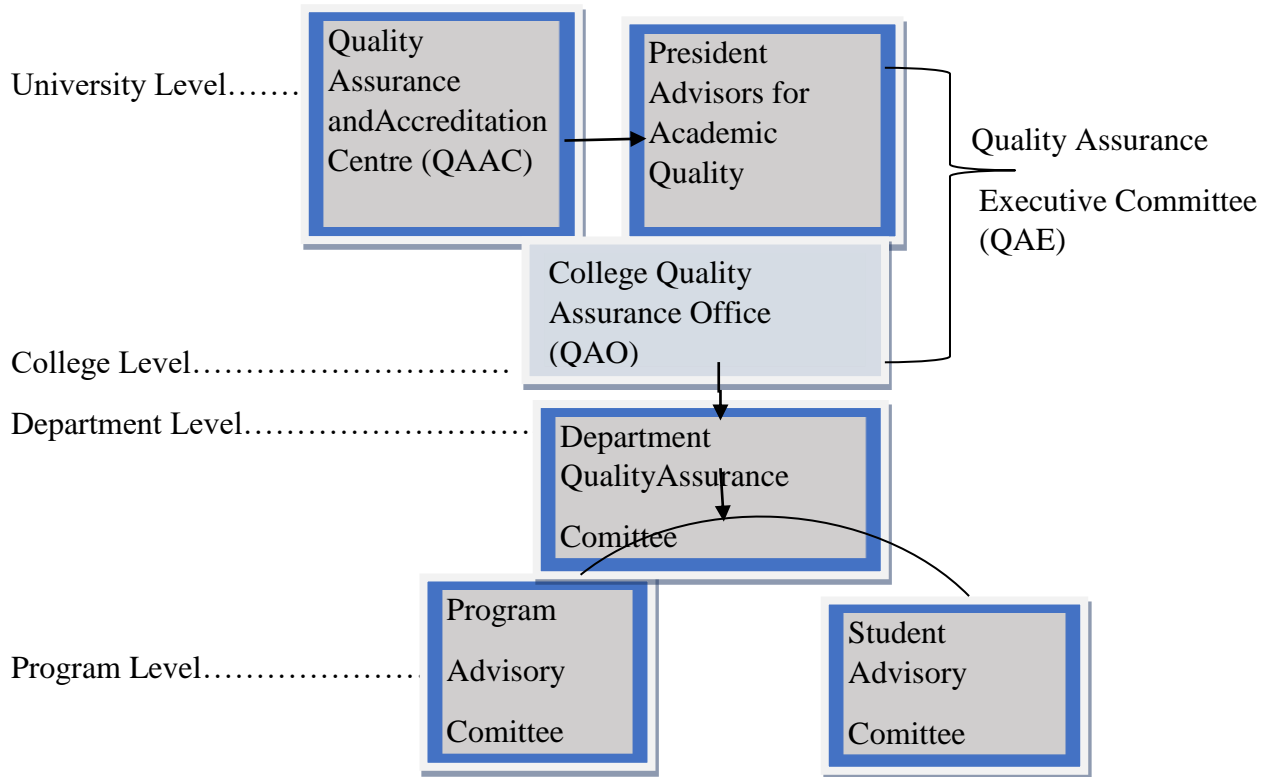 Quality
Assurance
andAccreditation
Centre (QAAC)
President
Advisors for
Academic
Quality
University Level…….
Quality Assurance
Executive Committee
(QAE)
College Quality
Assurance Office
(QAO)
College Level…………………………
Department Level………………………
Department
QualityAssurance
Comittee
Program
Advisory
Comittee
Student
Advisory
Comittee
Program Level…………………